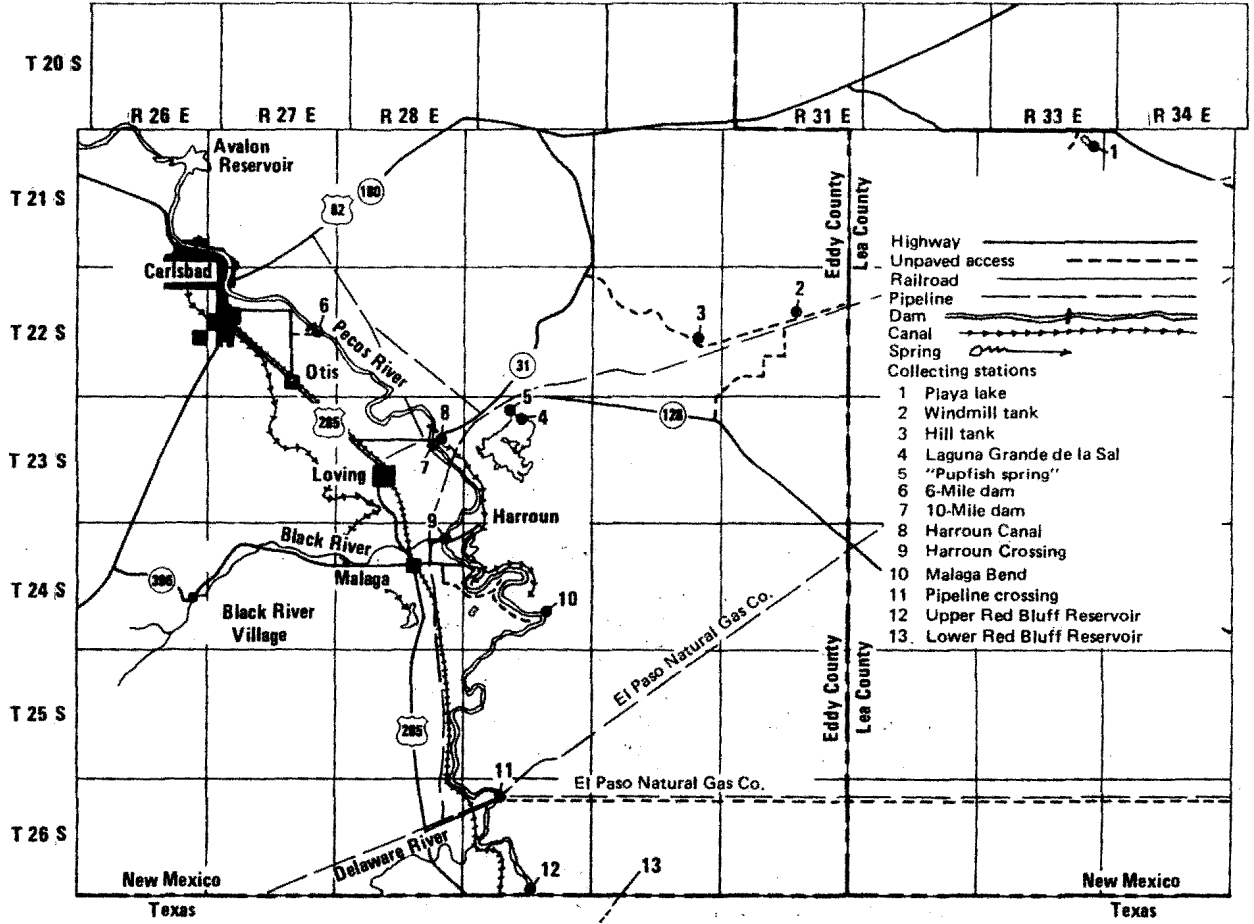 T 20 S
R 26 E
R 27 E
R 28 E
R 31 E
R 33 E
R 34 E
Avalon
Reservoir
1
T 21 S
180
82
Eddy County
Lea County
Carlsbad
Highway
Unpaved access
Railroad
Pipeline
Dam
Canal
Spring
Collecting stations
1 Playa lake
2 Windmill tank
3 Hill tank
4 Laguna Grande de la Sal
5 "Pupfish spring"
6 6-Mile dam
7 10-Mile dam
8 Harroun Canal
9 Harroun Crossing
10 Malaga Bend
11 Pipeline crossing
12 Upper Red Bluff Reservoir
13. Lower Red Bluff Reservoir
2
6
3
T 22 S
Pecos River
Otis
31
5
285
8
4
128
T 23 S
7
Loving
9
Harroun
Black River
396
Malaga
T 24 S
10
Black River
Village
El Paso Natural Gas Co.
Eddy County
Lea County
T 25 S
285
11
El Paso Natural Gas Co.
T 26 S
Delaware River
12
13
New Mexico
Texas
New Mexico
Texas